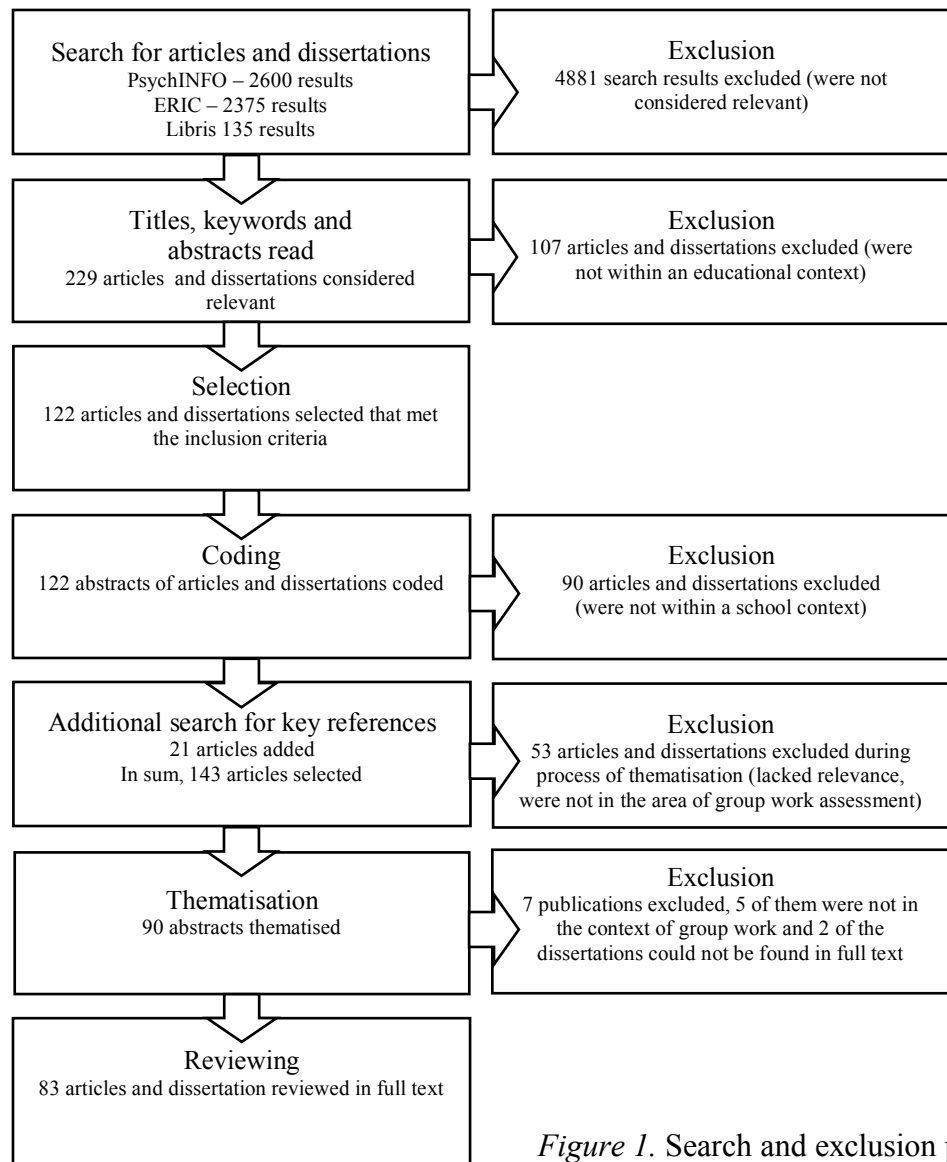 Search for articles and dissertations
PsychINFO – 2600 results
ERIC – 2375 results
Libris 135 results
Exclusion
4881 search results excluded (were not
considered relevant)
Titles, keywords and
abstracts read
229 articles and dissertations considered
relevant
Exclusion
107 articles and dissertations excluded (were
not within an educational context)
Selection
122 articles and dissertations selected that met
the inclusion criteria
Coding
122 abstracts of articles and dissertations coded
Exclusion
90 articles and dissertations excluded
(were not within a school context)
Additional search for key references
21 articles added
In sum, 143 articles selected
Exclusion
53 articles and dissertations excluded during
process of thematisation (lacked relevance,
were not in the area of group work assessment)
Thematisation
90 abstracts thematised
Exclusion
7 publications excluded, 5 of them were not in
the context of group work and 2 of the
dissertations could not be found in full text
Reviewing
83 articles and dissertation reviewed in full text
Figure 1. Search and exclusion